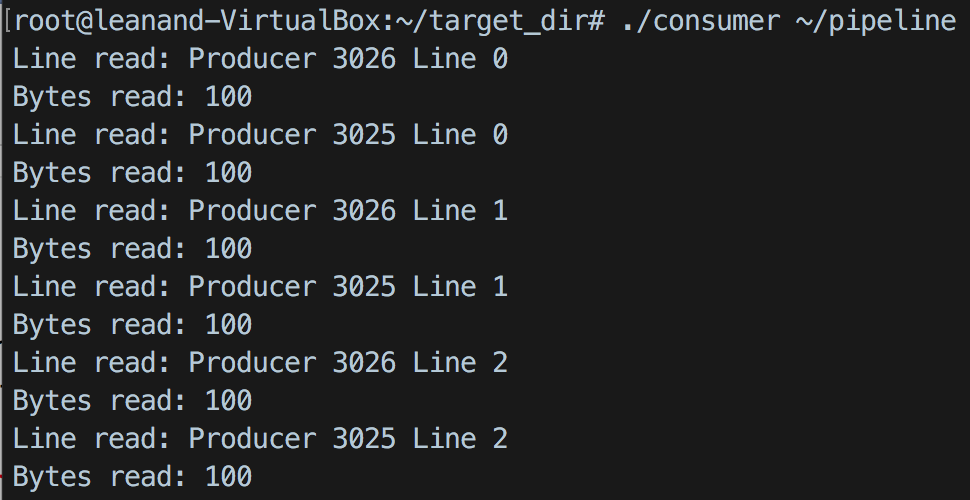 [root@leanand-VirtualBox:~/target_dir# ./consumer ~/pipeline
Line read: Producer 3026 Line 0
Bytes read: 100
Line read: Producer 3025 Line 0
Bytes read: 100
Line read: Producer 3026 Line 1
Bytes read: 100
Line read: Producer 3025 Line 1
Bytes read: 100
Line read: Producer 3026 Line 2
Bytes read: 100
Line read: Producer 3025 Line 2
Bytes read: 100